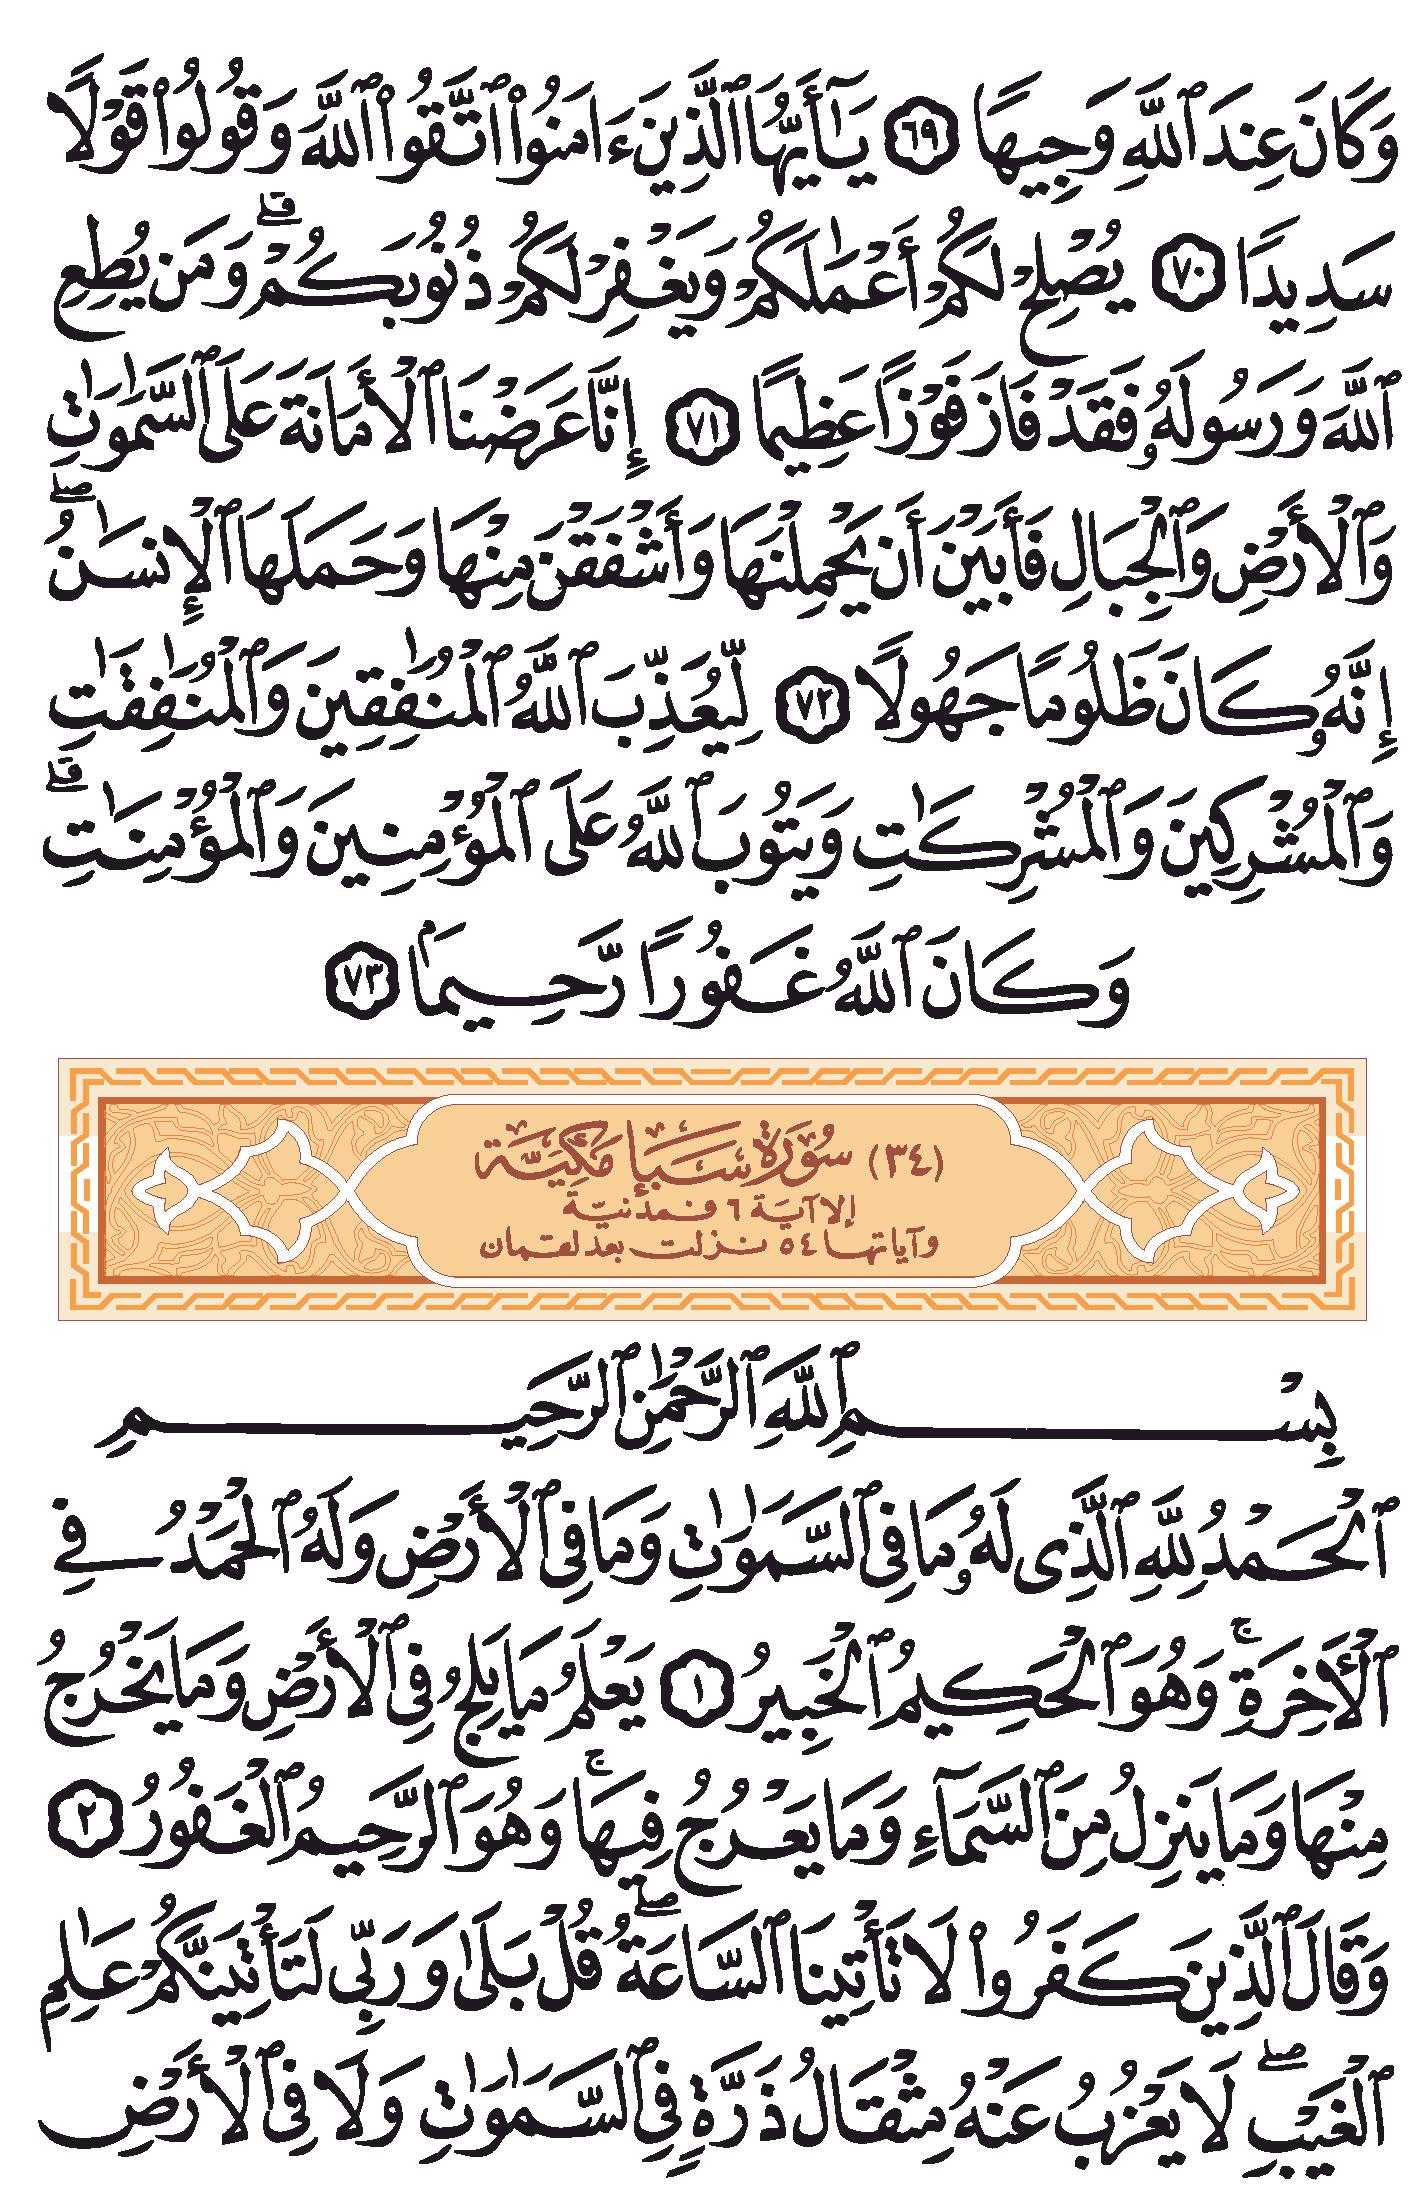 وَكَانَ عِندَ ٱللَّهِ وَجِيهًا ٦٩ يَٰٓأَيُّهَا ٱلَّذِينَ ءَامَنُوا۟ ٱتَّقُوا۟ ٱللَّهَ وَقُولُوا۟ قَوْلًا
سَدِيدًا ٧٠ يُصْلِحْ لَكُمْ أَعْمَٰلَكُمْ وَيَغْفِرْ لَكُمْ ذُنُوبَكُمْ ۗ وَمَن يُطِعِ
ٱللَّهَ وَرَسُولَهُۥ فَقَدْ فَازَ فَوْزًا عَظِيمًا ٧١ إِنَّا عَرَضْنَا ٱلْأَمَانَةَ عَلَى ٱلسَّمَٰوَٰتِ
وَٱلْأَرْضِ وَٱلْجِبَالِ فَأَبَيْنَ أَن يَحْمِلْنَهَا وَأَشْفَقْنَ مِنْهَا وَحَمَلَهَا ٱلْإِنسَٰنُ ۖ
إِنَّهُۥ كَانَ ظَلُومًا جَهُولًا ٧٢ لِّيُعَذِّبَ ٱللَّهُ ٱلْمُنَٰفِقِينَ وَٱلْمُنَٰفِقَٰتِ
وَٱلْمُشْرِكِينَ وَٱلْمُشْرِكَٰتِ وَيَتُوبَ ٱللَّهُ عَلَى ٱلْمُؤْمِنِينَ وَٱلْمُؤْمِنَٰتِ ۗ
وَكَانَ ٱللَّهُ غَفُورًا رَّحِيمًۢا ٧٣
(٣٤) سُورَة سَبَإ مَكِيَّة
إلا آية ٦ فمدنيّة
وآياتها ٥٤ نزلت بعد لقمان
بِسْمِ ٱللَّهِ ٱلرَّحْمَٰنِ ٱلرَّحِيمِ
ٱلْحَمْدُ لِلَّهِ ٱلَّذِى لَهُۥ مَا فِى ٱلسَّمَٰوَٰتِ وَمَا فِى ٱلْأَرْضِ وَلَهُ ٱلْحَمْدُ فِى
ٱلْأَخِرَةِ ۚ وَهُوَ ٱلْحَكِيمُ ٱلْخَبِيرُ ١ يَعْلَمُ مَا يَلِجُ فِى ٱلْأَرْضِ وَمَا يَخْرُجُ
مِنْهَا وَمَا يَنزِلُ مِنَ ٱلسَّمَآءِ وَمَا يَعْرُجُ فِيهَا ۚ وَهُوَ ٱلرَّحِيمُ ٱلْغَفُورُ ٢
وَقَالَ ٱلَّذِينَ كَفَرُوا۟ لَا تَأْتِينَا ٱلسَّاعَةُ ۖ قُلْ بَلَىٰ وَرَبِّى لَتَأْتِيَنَّكُمْ عَٰلِمِ
ٱلْغَيْبِ ۖ لَا يَعْزُبُ عَنْهُ مِثْقَالُ ذَرَّةٍ فِى ٱلسَّمَٰوَٰتِ وَلَا فِى ٱلْأَرْضِ